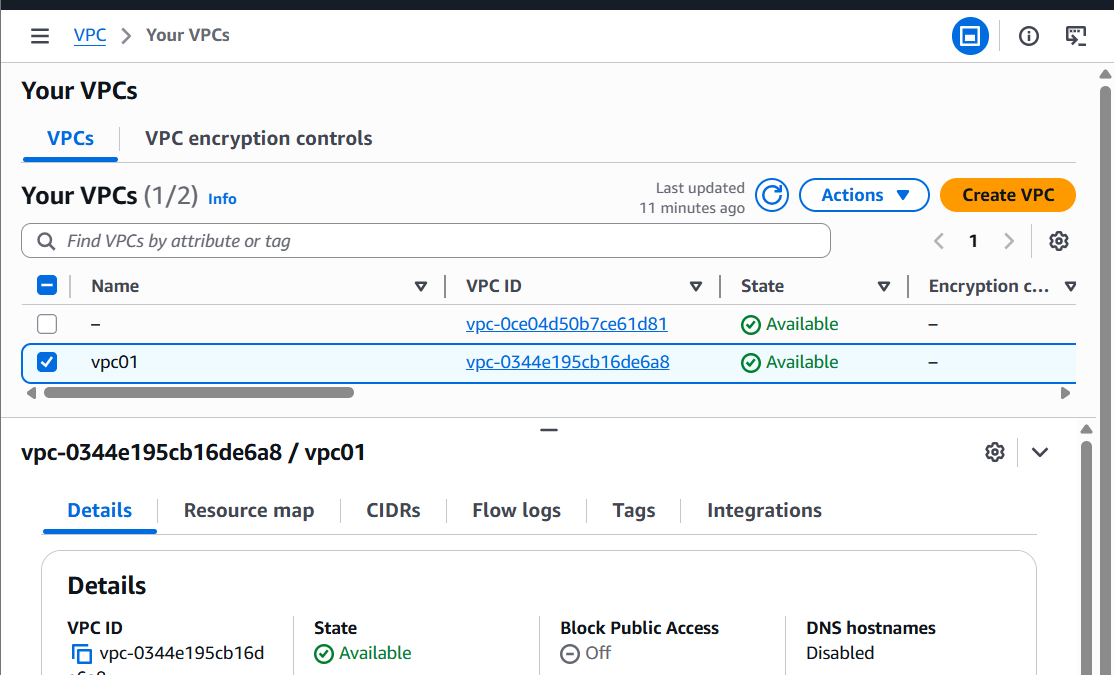 VPC > Your VPCs
Your VPCs
VPCs
VPC encryption controls
Your VPCs (1/2) Info
Last updated
11 minutes ago
Actions
Create VPC
Find VPCs by attribute or tag
1
Name
VPC ID
State
Encryption c...
–
vpc-0ce04d50b7ce61d81
Available
–
vpc01
vpc-0344e195cb16de6a8
Available
–
vpc-0344e195cb16de6a8 / vpc01
Details
Resource map
CIDRs
Flow logs
Tags
Integrations
Details
VPC ID
vpc-0344e195cb16d
State
Available
Block Public Access
Off
DNS hostnames
Disabled